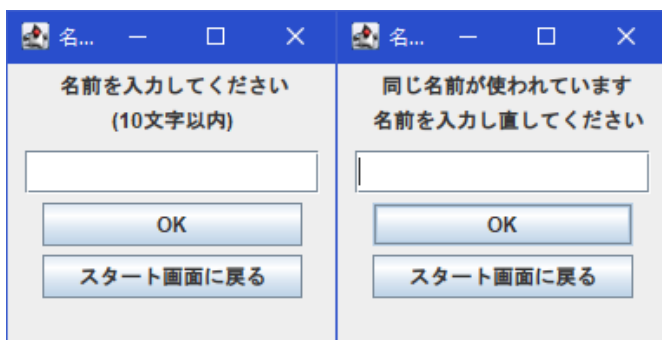 名...
名前を入力してください
(10文字以内)
OK
スタート画面に戻る
名...
同じ名前が使われています
名前を入力し直してください
OK
スタート画面に戻る